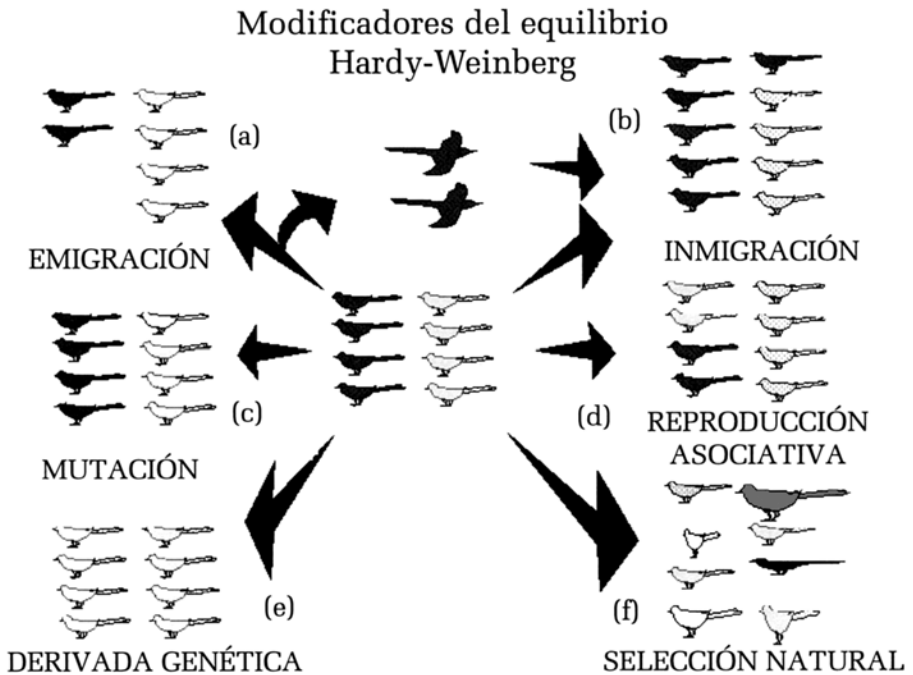 Modificadores del equilibrio
Hardy-Weinberg
(a)
(b)
EMIGRACIÓN
INMIGRACIÓN
(c)
(d)
MUTACIÓN
REPRODUCCIÓN
ASOCIATIVA
(e)
(f)
DERIVADA GENÉTICA
SELECCIÓN NATURAL